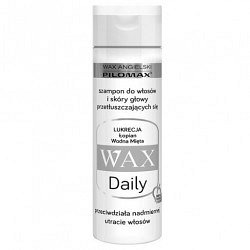 WAX ANGIELSKI
PILOMAX
szampon do włosów
i skóry głowy
przetłuszczających się
LUKRECJA
Łopian
Wodna Mięta
WAX
Daily
przeciwdziała nadmiernej
utracie włosów